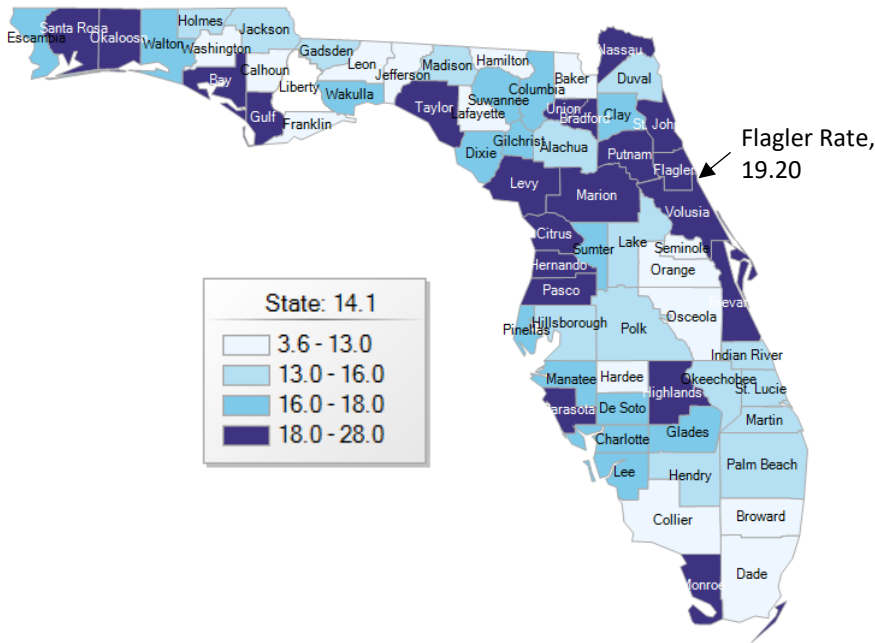 Santa Rosa
Okaloos
Holmes
Jackson
Escambia
Walton
Washington
Gadsden
Bay
Calhoun
Leon
Jefferson
Madison
Hamilton
Liberty
Wakulla
Gulf
Franklin
Taylor
Lafayette
Suwannee
Columbia
Baker
Nassau
Duval
Union
Bradford
Clay
St. John
Dixie
Gilchrist
Alachua
Putnam
Flagler
Flagler Rate,
19.20
Levy
Marion
Volusia
Citrus
Sumter
Lake
Seminole
Hernando
Orange
Pasco
Brevar
Osceola
State: 14.1
3.6 - 13.0
13.0 - 16.0
16.0 - 18.0
18.0 - 28.0
Pinellas
Hillsborough
Polk
Indian River
Manatee
Hardee
Highlands
Okeechobee
St. Lucie
Sarasota
De Soto
Martin
Charlotte
Glades
Lee
Hendry
Palm Beach
Collier
Broward
Monroe
Dade